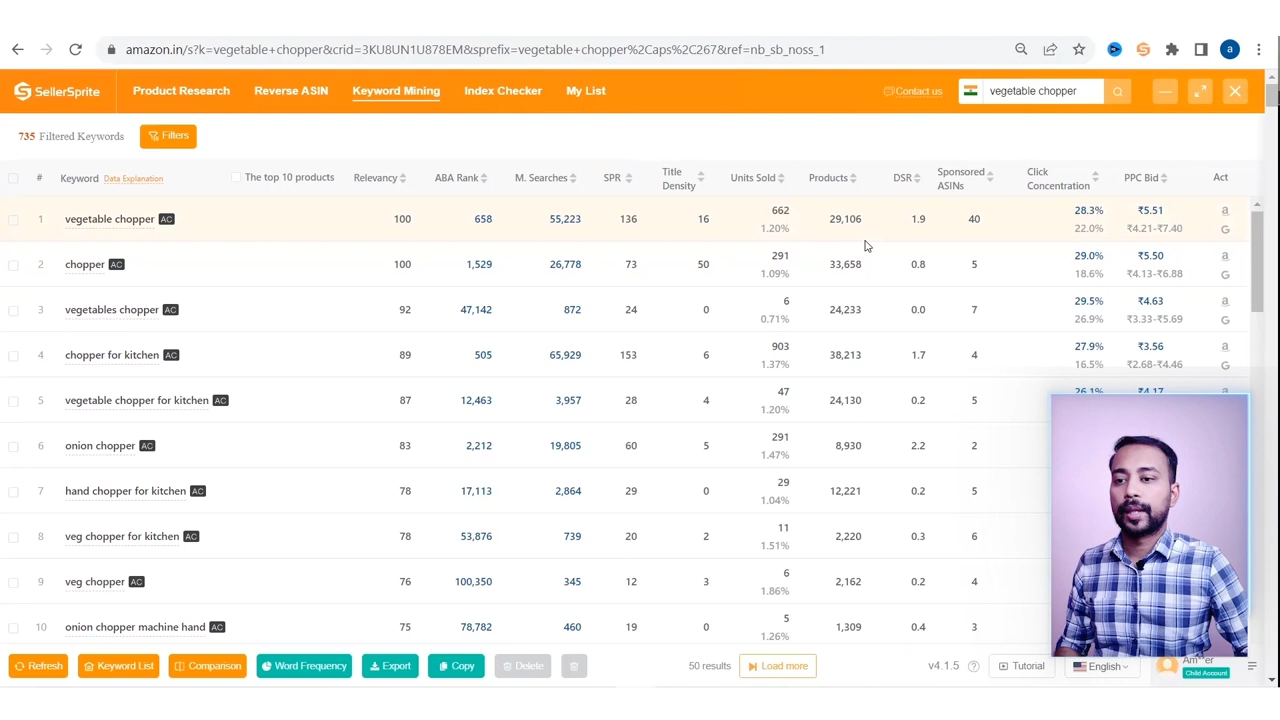 amazon.in/s?k=vegetable+chopper&crid=3KU8UN1U878EM&sprefix=vegetable+chopper%2Caps%2C267&ref=nb_sb_noss_1
a
SellerSprite Product Research Reverse ASIN Keyword Mining Index Checker My List Contact us vegetable chopper
735 Filtered Keywords Filters
# Keyword Data Explanation The top 10 products Relevancy ABA Rank M. Searches SPR Title Density Units Sold Products DSR Sponsored ASINs Click Concentration PPC Bid Act
1 vegetable chopper AC 100 658 55,223 136 16 662 1.20% 29,106 1.9 40 28.3% 22.0% ₹5.51 ₹4.21-₹7.40 a G
2 chopper AC 100 1,529 26,778 73 50 291 1.09% 33,658 0.8 5 29.0% 18.6% ₹5.50 ₹4.13-₹6.88 a G
3 vegetables chopper AC 92 47,142 872 24 0 6 0.71% 24,233 0.0 7 29.5% 26.9% ₹4.63 ₹3.33-₹5.69 a G
4 chopper for kitchen AC 89 505 65,929 153 6 903 1.37% 38,213 1.7 4 27.9% 16.5% ₹3.56 ₹2.68-₹4.46 a G
5 vegetable chopper for kitchen AC 87 12,463 3,957 28 4 47 1.20% 24,130 0.2 5 26.1% ₹4.17
6 onion chopper AC 83 2,212 19,805 60 5 291 1.47% 8,930 2.2 2
7 hand chopper for kitchen AC 78 17,113 2,864 29 0 29 1.04% 12,221 0.2 5
8 veg chopper for kitchen AC 78 53,876 739 20 2 11 1.51% 2,220 0.3 6
9 veg chopper AC 76 100,350 345 12 3 6 1.86% 2,162 0.2 4
10 onion chopper machine hand AC 75 78,782 460 19 0 5 1.26% 1,309 0.4 3
Refresh Keyword List Comparison Word Frequency Export Copy Delete 50 results Load more v4.1.5 Tutorial English Am**er
Child Account